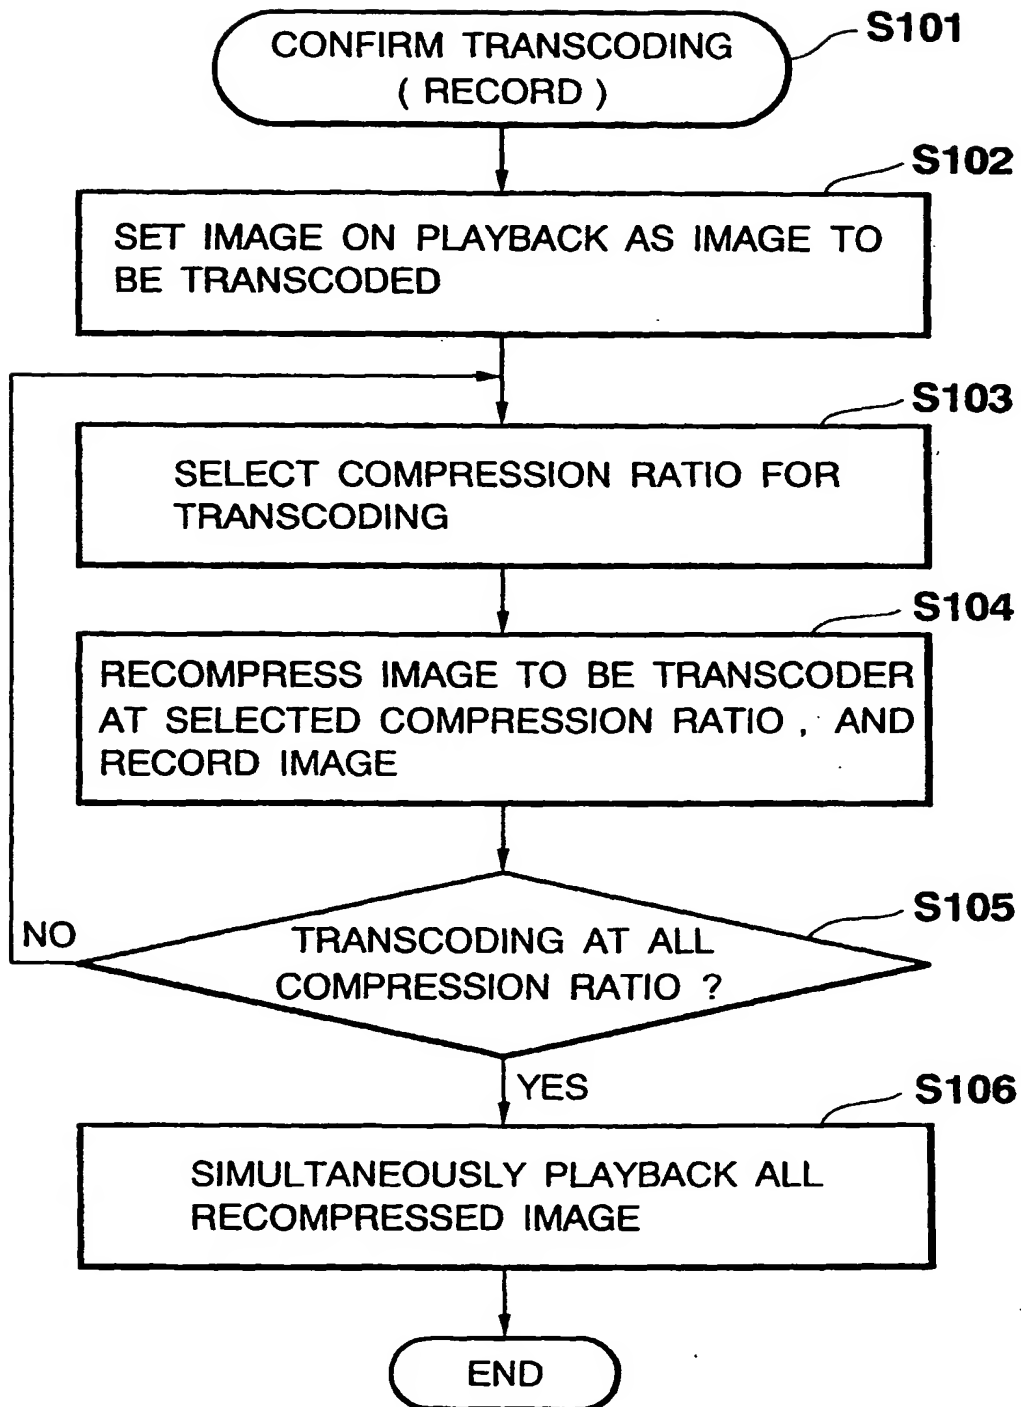 CONFIRM TRANSCODING
( RECORD )
S101
S102
SET IMAGE ON PLAYBACK AS IMAGE TO
BE TRANSCODED
S103
SELECT COMPRESSION RATIO FOR
TRANSCODING
S104
RECOMPRESS IMAGE TO BE TRANSCODER
AT SELECTED COMPRESSION RATIO , AND
RECORD IMAGE
S105
NO
TRANSCODING AT ALL
COMPRESSION RATIO ?
YES
S106
SIMULTANEOUSLY PLAYBACK ALL
RECOMPRESSED IMAGE
END